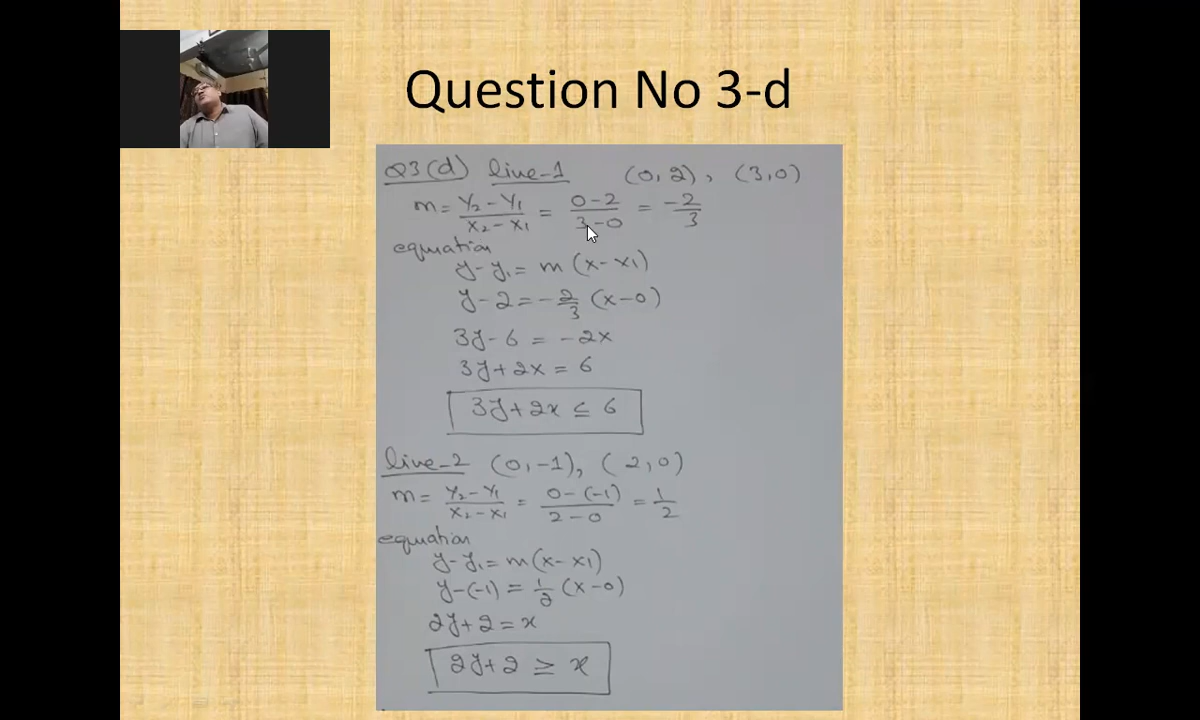 Question No 3-d
Q3(d) line-1 (0,2), (3,0)
m = Y₂-Y₁/X₂-X₁ = 0-2/3-0 = -2/3
equation
y-y₁ = m (x-x₁)
y-2 = -2/3 (x-0)
3y-6 = -2x
3y+2x = 6
3y+2x ≤ 6
line-2 (0,-1), (2,0)
m = Y₂-Y₁/X₂-X₁ = 0-(-1)/2-0 = 1/2
equation
y-y₁ = m(x-x₁)
y-(-1) = 1/2 (x-0)
2y+2 = x
2y+2 ≥ x